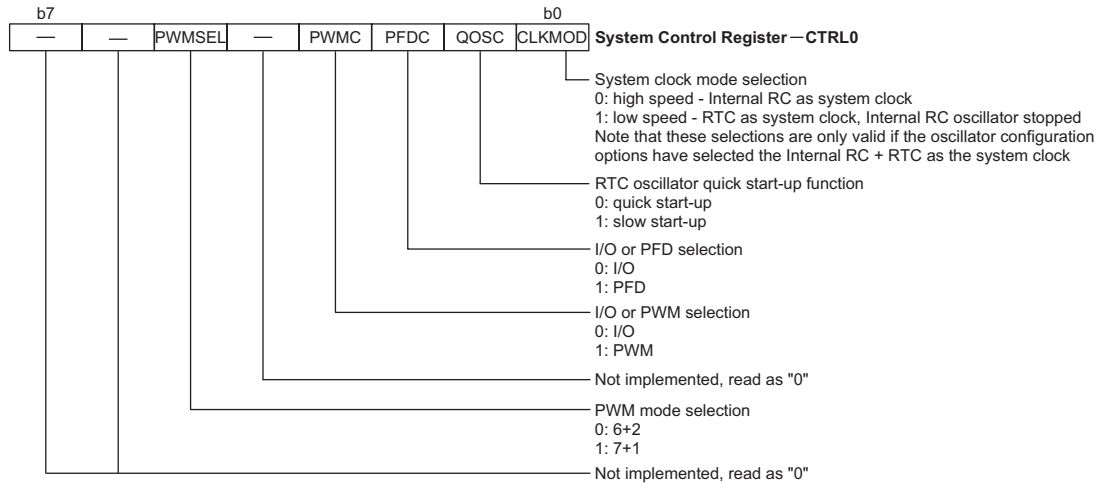 b7 b0
— — PWMSEL — PWMC PFDC QOSC CLKMOD System Control Register—CTRL0
System clock mode selection
0: high speed - Internal RC as system clock
1: low speed - RTC as system clock, Internal RC oscillator stopped
Note that these selections are only valid if the oscillator configuration
options have selected the Internal RC + RTC as the system clock
RTC oscillator quick start-up function
0: quick start-up
1: slow start-up
I/O or PFD selection
0: I/O
1: PFD
I/O or PWM selection
0: I/O
1: PWM
Not implemented, read as "0"
PWM mode selection
0: 6+2
1: 7+1
Not implemented, read as "0"